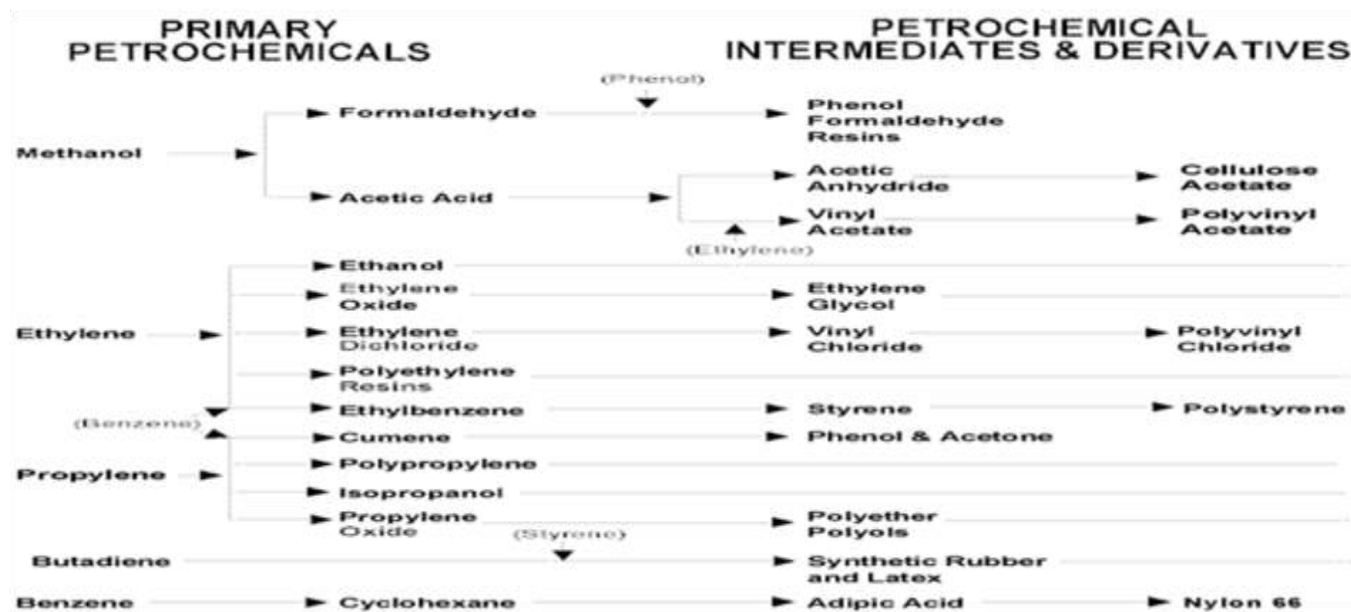 PRIMARY
PETROCHEMICALS
PETROCHEMICAL
INTERMEDIATES & DERIVATIVES
(Phenol)
Formaldehyde
Phenol
Formaldehyde
Resins
Methanol
Acetic
Anhydride
Cellulose
Acetate
Acetic Acid
Vinyl
Acetate
Polyvinyl
Acetate
(Ethylene)
Ethanol
Ethylene
Oxide
Ethylene
Glycol
Ethylene
Ethylene
Dichloride
Vinyl
Chloride
Polyvinyl
Chloride
Polyethylene
Resins
Ethylbenzene
Styrene
Polystyrene
(Benzene)
Cumene
Phenol & Acetone
Polypropylene
Propylene
Isopropanol
Propylene
Oxide
(Styrene)
Polyether
Polyols
Butadiene
Synthetic Rubber
and Latex
Benzene
Cyclohexane
Adipic Acid
Nylon 66